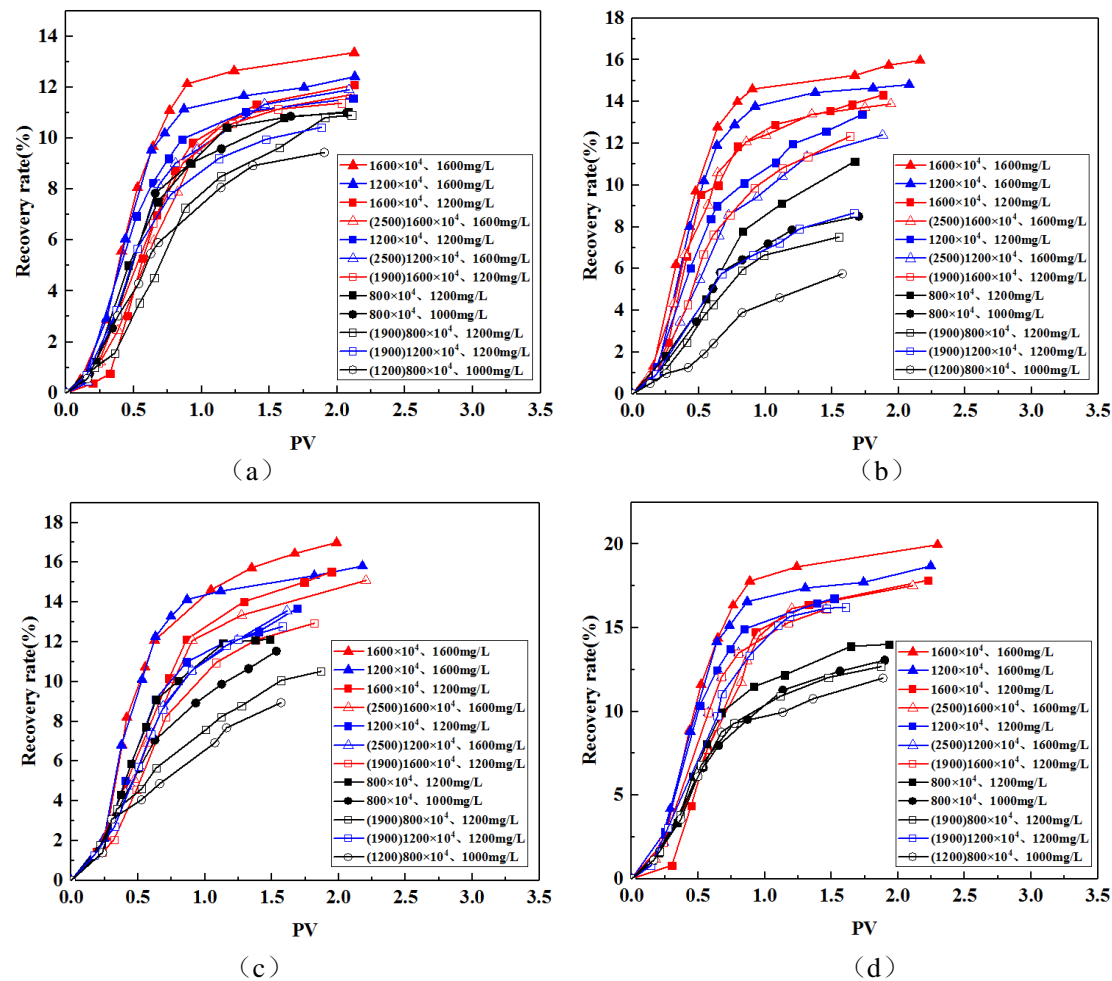 Recovery rate(%)
14
12
10
8
6
4
2
0
0.0 0.5 1.0 1.5 2.0 2.5 3.0 3.5
PV
1600×10⁴、1600mg/L
1200×10⁴、1600mg/L
1600×10⁴、1200mg/L
(2500)1600×10⁴、1600mg/L
1200×10⁴、1200mg/L
(2500)1200×10⁴、1600mg/L
(1900)1600×10⁴、1200mg/L
800×10⁴、1200mg/L
800×10⁴、1000mg/L
(1900)800×10⁴、1200mg/L
(1900)1200×10⁴、1200mg/L
(1200)800×10⁴、1000mg/L
（a）
Recovery rate(%)
18
16
14
12
10
8
6
4
2
0
0.0 0.5 1.0 1.5 2.0 2.5 3.0 3.5
PV
1600×10⁴、1600mg/L
1200×10⁴、1600mg/L
1600×10⁴、1200mg/L
(2500)1600×10⁴、1600mg/L
1200×10⁴、1200mg/L
(2500)1200×10⁴、1600mg/L
(1900)1600×10⁴、1200mg/L
800×10⁴、1200mg/L
800×10⁴、1000mg/L
(1900)800×10⁴、1200mg/L
(1900)1200×10⁴、1200mg/L
(1200)800×10⁴、1000mg/L
（b）
Recovery rate(%)
18
16
14
12
10
8
6
4
2
0
0.0 0.5 1.0 1.5 2.0 2.5 3.0 3.5
PV
1600×10⁴、1600mg/L
1200×10⁴、1600mg/L
1600×10⁴、1200mg/L
(2500)1600×10⁴、1600mg/L
1200×10⁴、1200mg/L
(2500)1200×10⁴、1600mg/L
(1900)1600×10⁴、1200mg/L
800×10⁴、1200mg/L
800×10⁴、1000mg/L
(1900)800×10⁴、1200mg/L
(1900)1200×10⁴、1200mg/L
(1200)800×10⁴、1000mg/L
（c）
Recovery rate(%)
20
15
10
5
0
0.0 0.5 1.0 1.5 2.0 2.5 3.0 3.5
PV
1600×10⁴、1600mg/L
1200×10⁴、1600mg/L
1600×10⁴、1200mg/L
(2500)1600×10⁴、1600mg/L
1200×10⁴、1200mg/L
(2500)1200×10⁴、1600mg/L
(1900)1600×10⁴、1200mg/L
800×10⁴、1200mg/L
800×10⁴、1000mg/L
(1900)800×10⁴、1200mg/L
(1900)1200×10⁴、1200mg/L
(1200)800×10⁴、1000mg/L
（d）